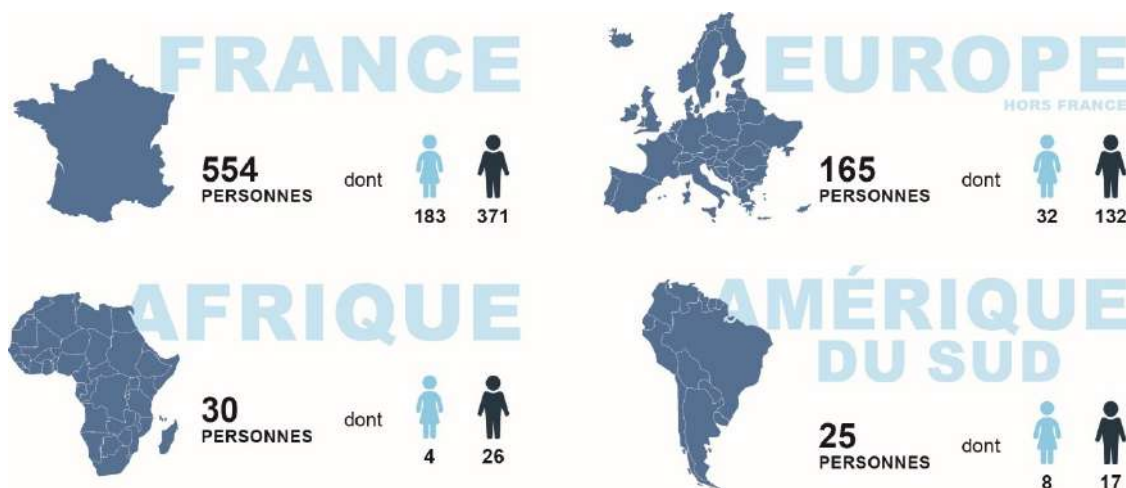 FRANCE
554
PERSONNES
dont
183
371
EUROPE
HORS FRANCE
165
PERSONNES
dont
32
132
AFRIQUE
30
PERSONNES
dont
4
26
AMÉRIQUE
DU SUD
25
PERSONNES
dont
8
17